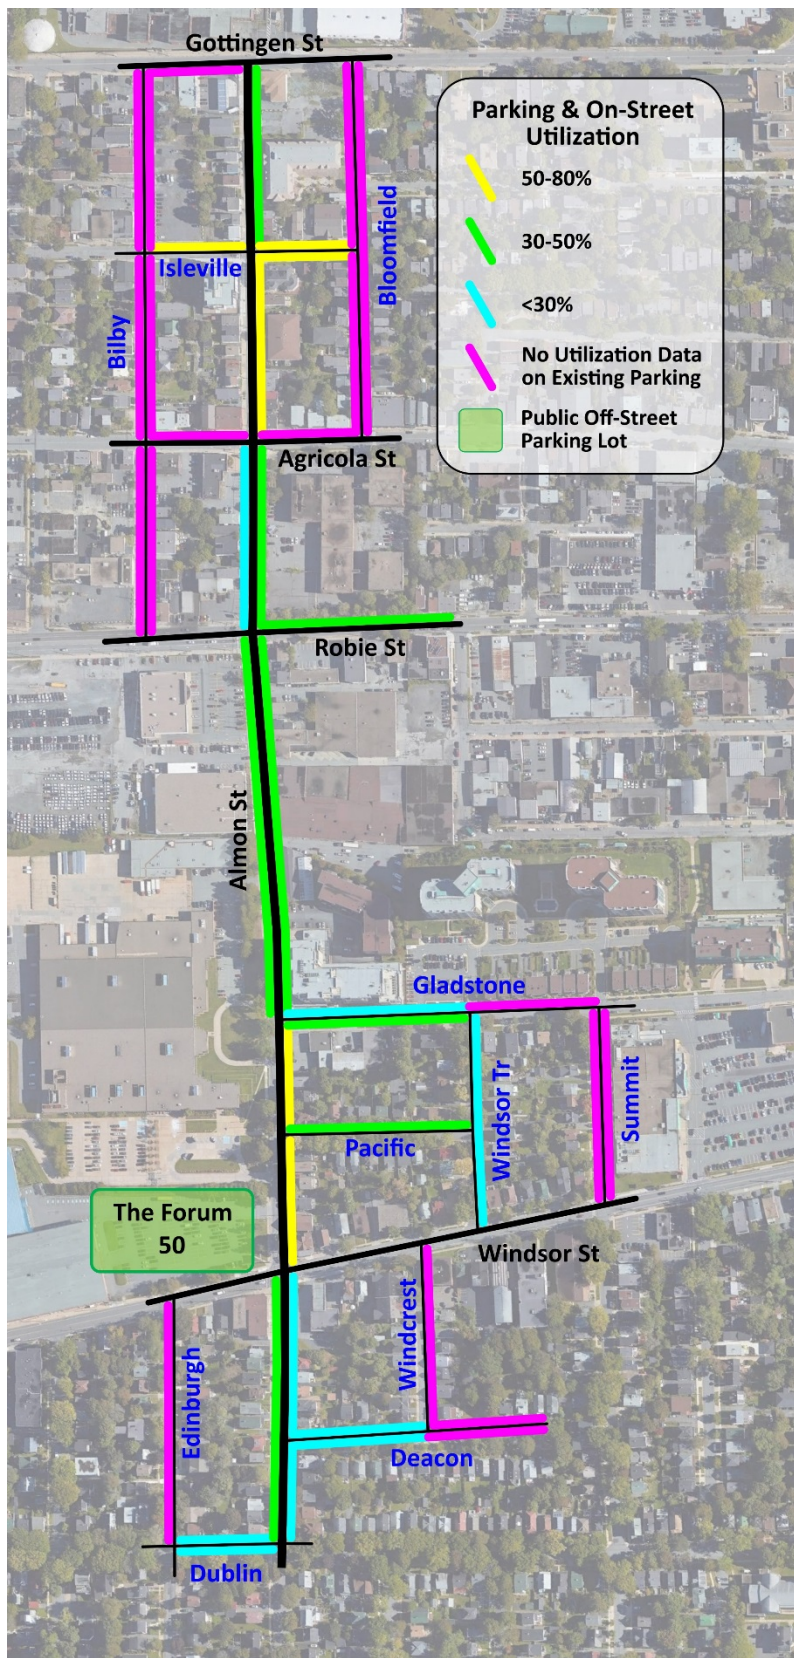 Gottingen St
Parking & On-Street
Utilization
50-80%
30-50%
<30%
No Utilization Data
on Existing Parking
Public Off-Street
Parking Lot
Bloomfield
Isleville
Bilby
Agricola St
Robie St
Almon St
Gladstone
Windsor Tr
Summit
Pacific
The Forum
50
Windsor St
Windcrest
Edinburgh
Deacon
Dublin